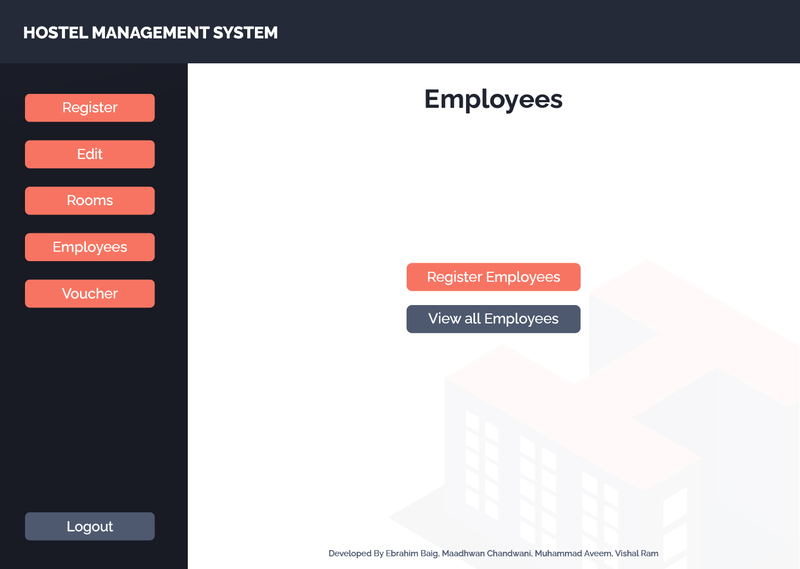 HOSTEL MANAGEMENT SYSTEM
Register
Edit
Rooms
Employees
Voucher
Logout
Employees
Register Employees
View all Employees
Developed By Ebrahim Baig, Maadhwan Chandwani, Muhammad Aveem, Vishal Ram